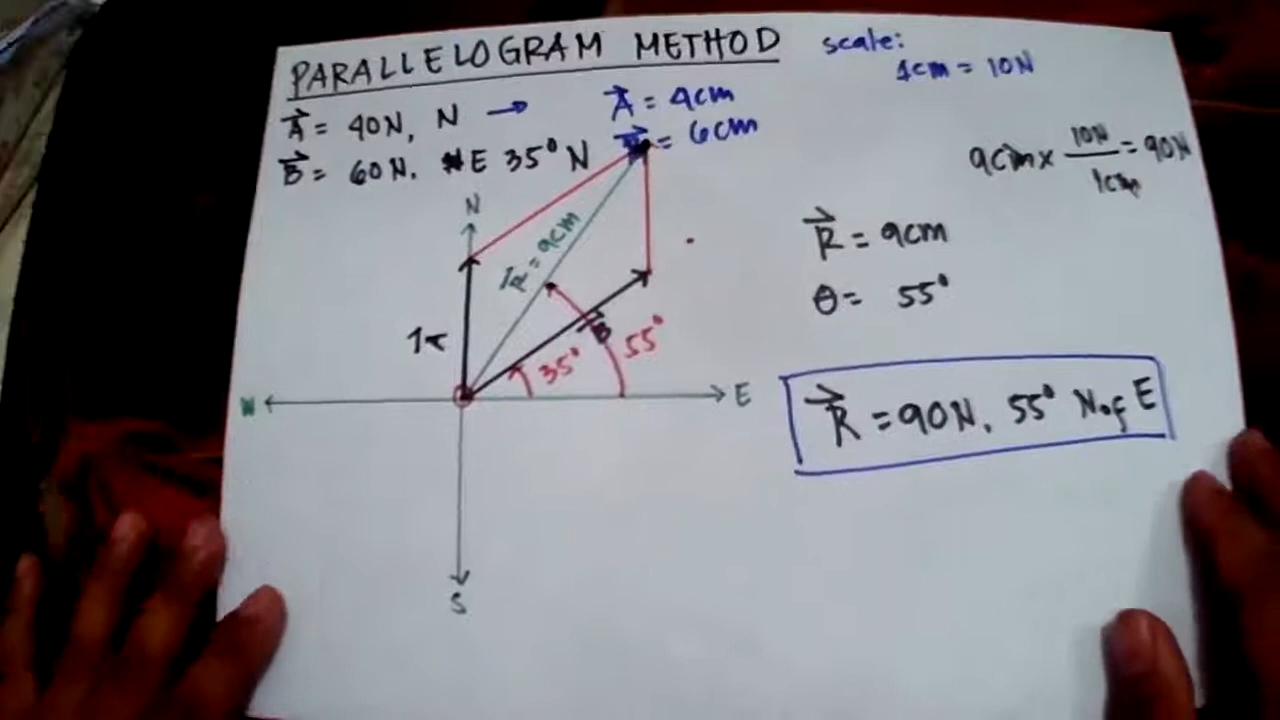 PARALLELOGRAM METHOD
scale:
1cm = 10N
A = 40N, N → A = 4cm
B = 60N. E 35° N = 6cm
9cm x 10N/1cm = 90N
N
R = 9cm
R = 9cm
θ = 55°
B
35°
55°
W
E
R = 90N, 55° N of E
S